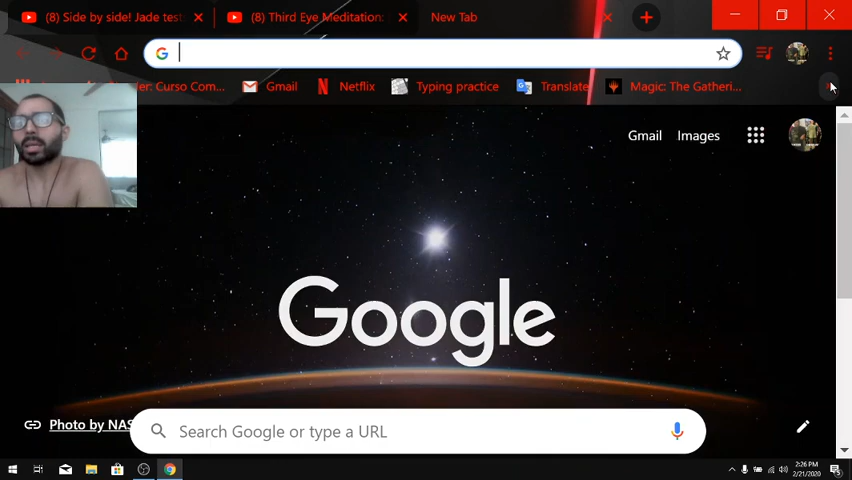 (8) Side by side! Jade test
(8) Third Eye Meditation:
New Tab
er: Curso Com...
Gmail
Netflix
Typing practice
Translate
Magic: The Gatheri...
Gmail
Images
Google
Photo by NAS
Search Google or type a URL
2:26 PM
2/21/2020